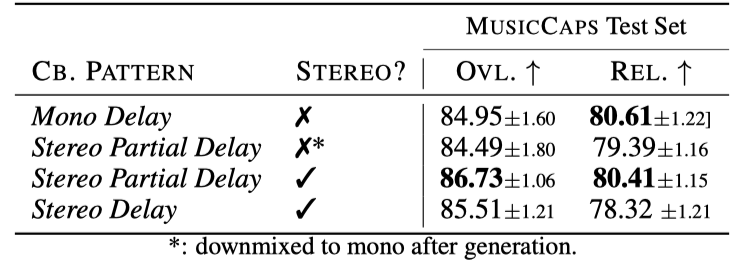 MUSICCAPS Test Set
CB. PATTERN STEREO? OVL. ↑ REL. ↑
Mono Delay ✗ 84.95±1.60 80.61±1.22]
Stereo Partial Delay ✗* 84.49±1.80 79.39±1.16
Stereo Partial Delay ✓ 86.73±1.06 80.41±1.15
Stereo Delay ✓ 85.51±1.21 78.32 ±1.21
*: downmixed to mono after generation.